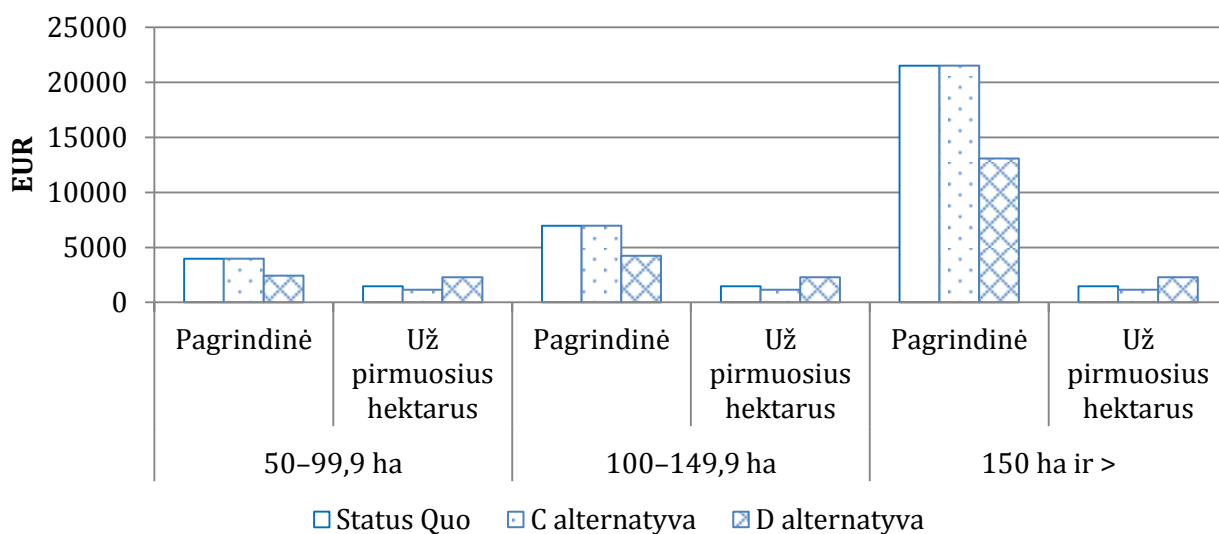 25000
20000
15000
10000
5000
0
EUR
Pagrindinė
Už
pirmuosius
hektarus
Pagrindinė
Už
pirmuosius
hektarus
Pagrindinė
Už
pirmuosius
hektarus
50–99,9 ha
100–149,9 ha
150 ha ir >
Status Quo
C alternatyva
D alternatyva